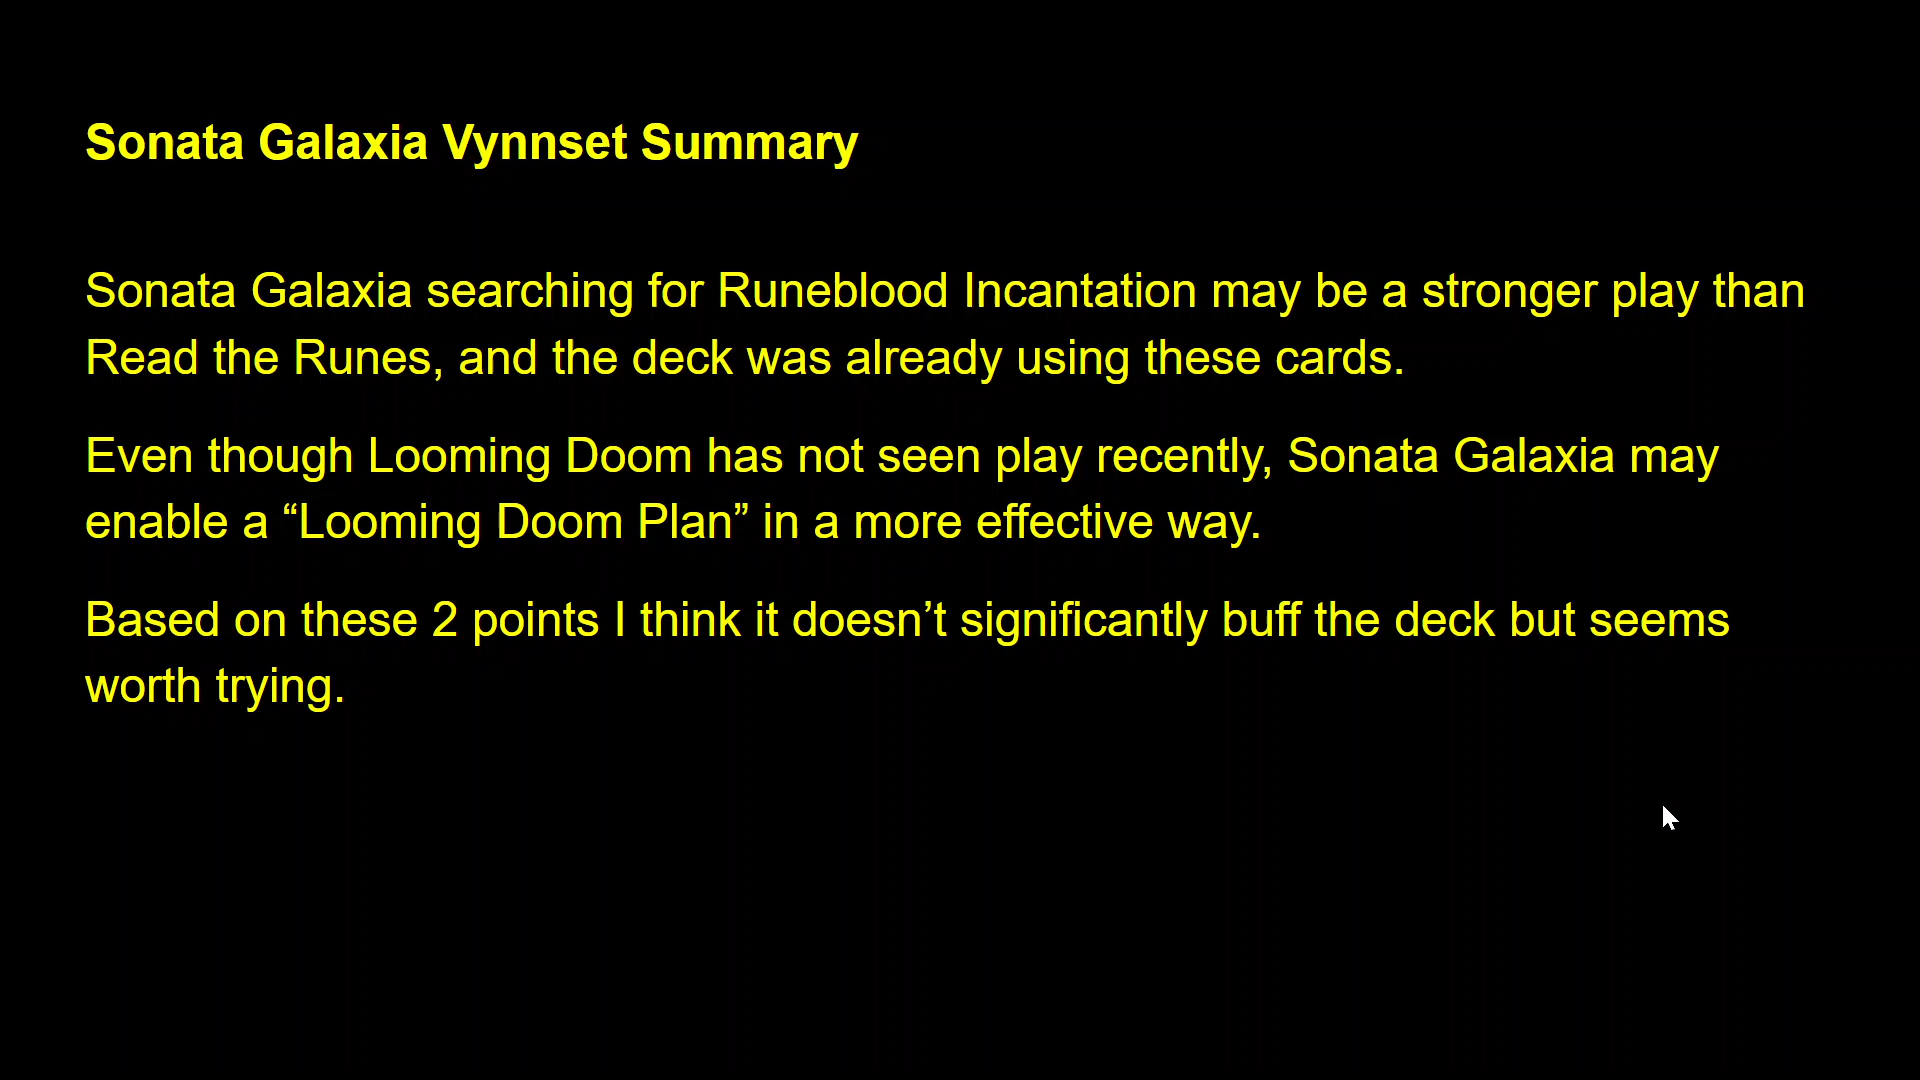 Sonata Galaxia Vynnset Summary
Sonata Galaxia searching for Runeblood Incantation may be a stronger play than
Read the Runes, and the deck was already using these cards.
Even though Looming Doom has not seen play recently, Sonata Galaxia may
enable a “Looming Doom Plan” in a more effective way.
Based on these 2 points I think it doesn’t significantly buff the deck but seems
worth trying.